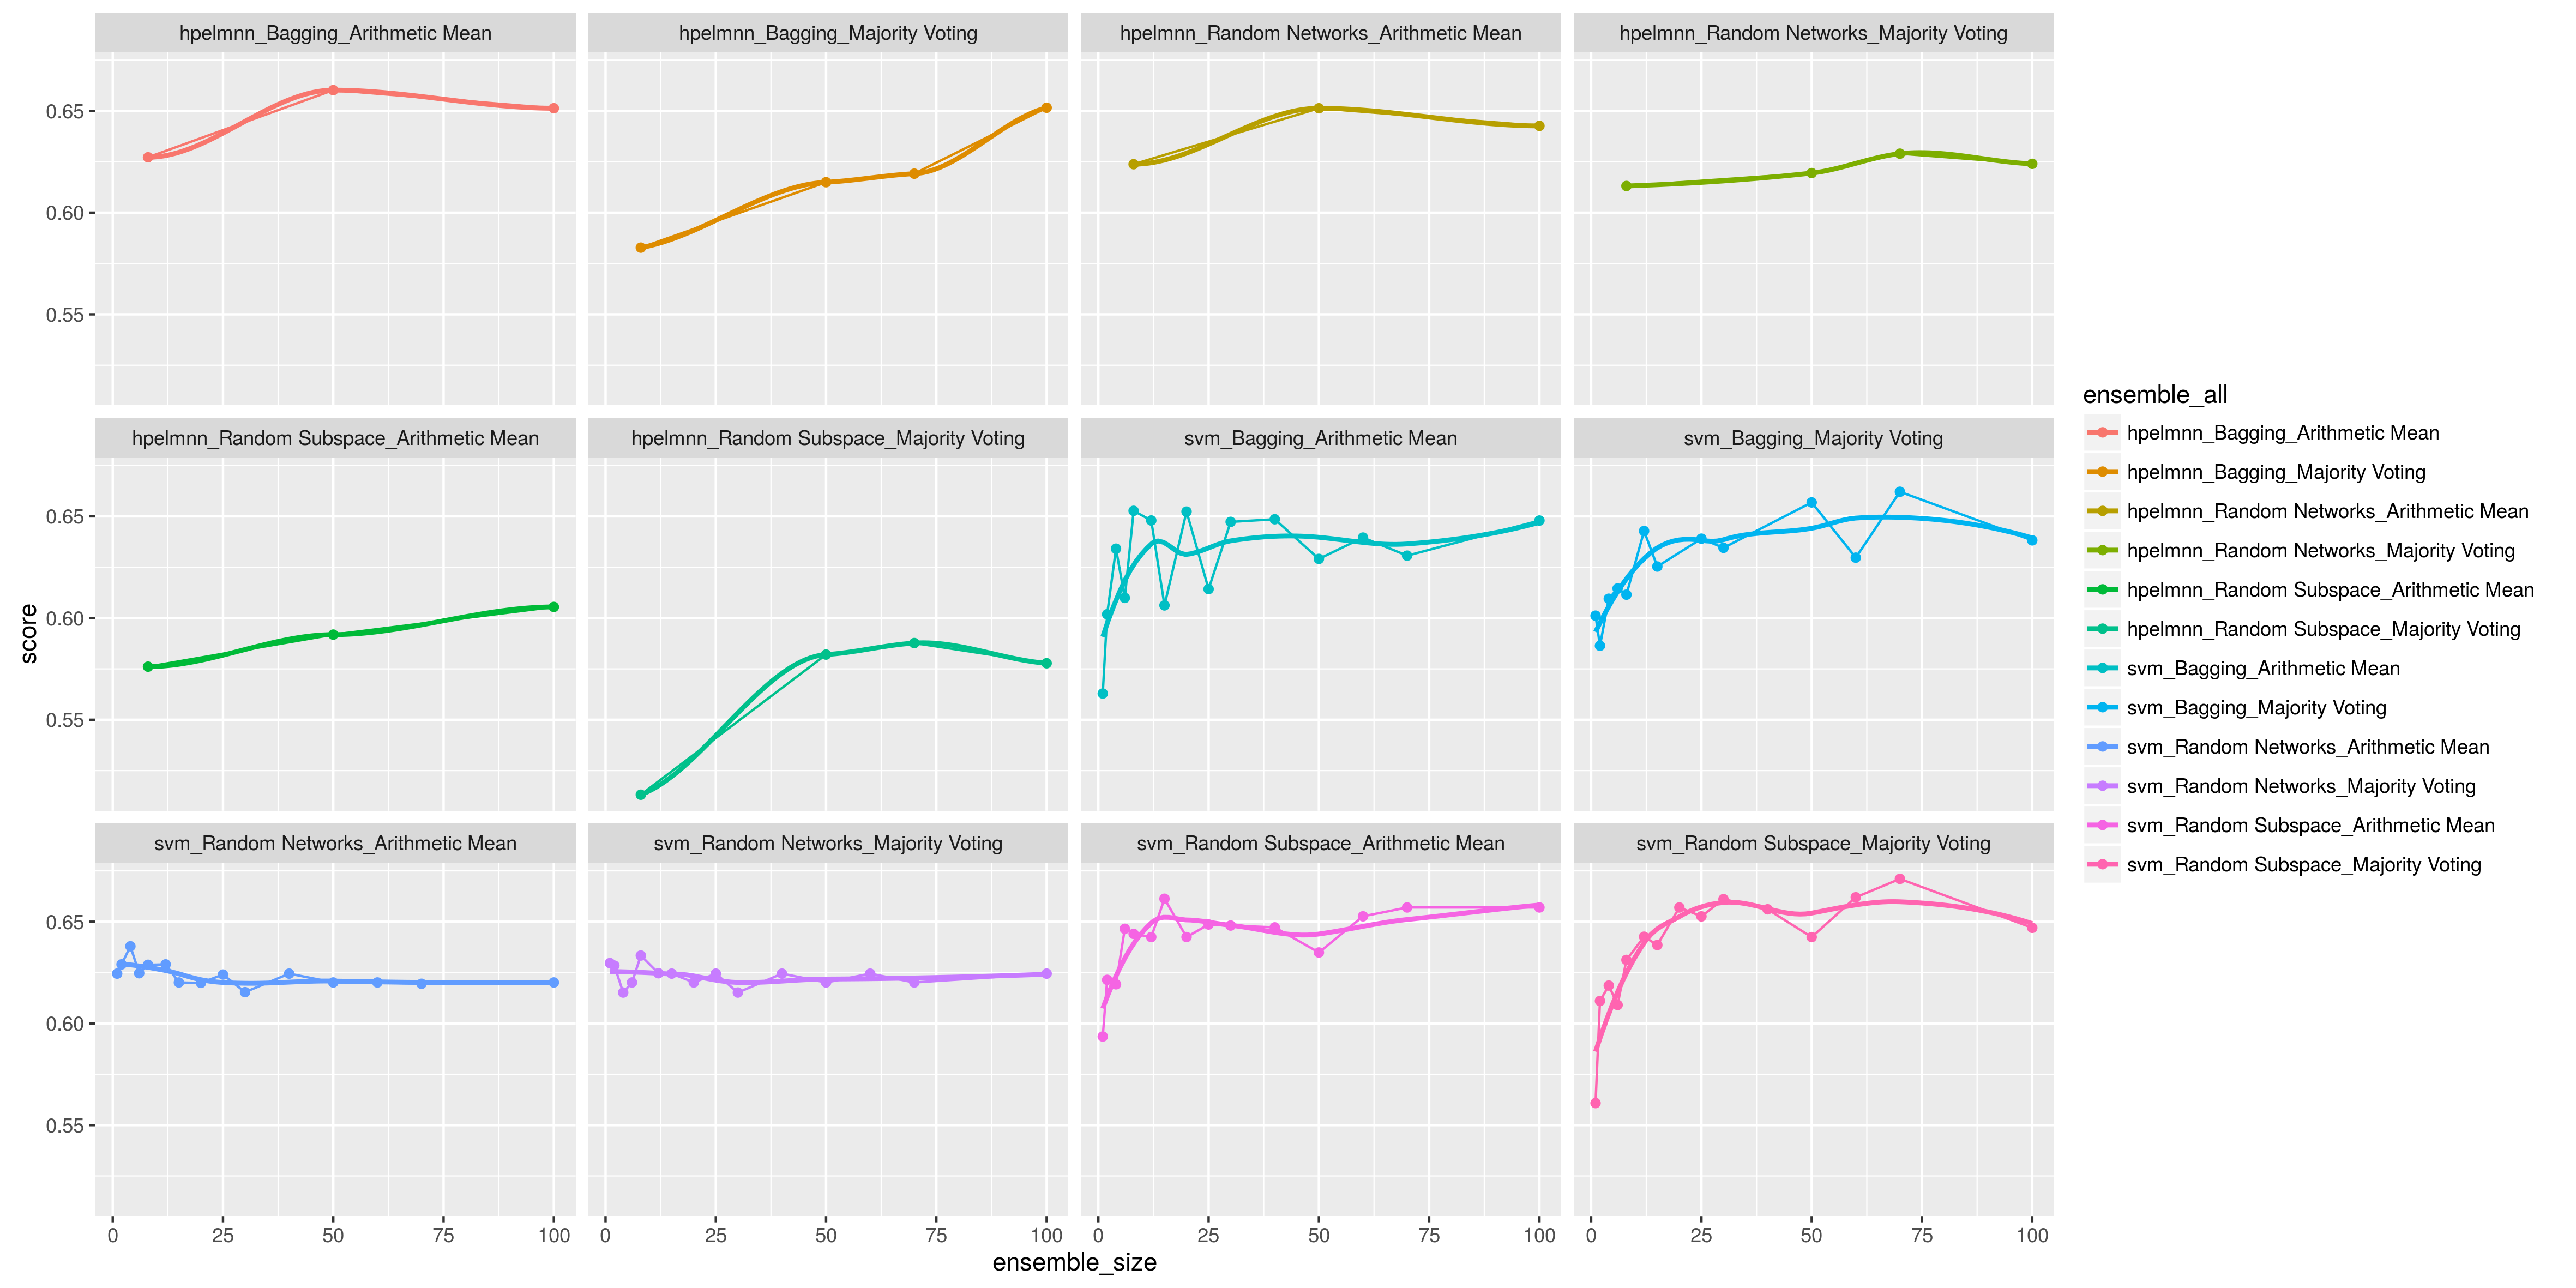 hpelmnn_Bagging_Arithmetic Mean
hpelmnn_Bagging_Majority Voting
hpelmnn_Random Networks_Arithmetic Mean
hpelmnn_Random Networks_Majority Voting
0.65
0.60
0.55
hpelmnn_Random Subspace_Arithmetic Mean
hpelmnn_Random Subspace_Majority Voting
svm_Bagging_Arithmetic Mean
svm_Bagging_Majority Voting
0.65
0.60
0.55
score
svm_Random Networks_Arithmetic Mean
svm_Random Networks_Majority Voting
svm_Random Subspace_Arithmetic Mean
svm_Random Subspace_Majority Voting
0.65
0.60
0.55
0 25 50 75 100
0 25 50 75 100
0 25 50 75 100
0 25 50 75 100
ensemble_size
ensemble_all
hpelmnn_Bagging_Arithmetic Mean
hpelmnn_Bagging_Majority Voting
hpelmnn_Random Networks_Arithmetic Mean
hpelmnn_Random Networks_Majority Voting
hpelmnn_Random Subspace_Arithmetic Mean
hpelmnn_Random Subspace_Majority Voting
svm_Bagging_Arithmetic Mean
svm_Bagging_Majority Voting
svm_Random Networks_Arithmetic Mean
svm_Random Networks_Majority Voting
svm_Random Subspace_Arithmetic Mean
svm_Random Subspace_Majority Voting